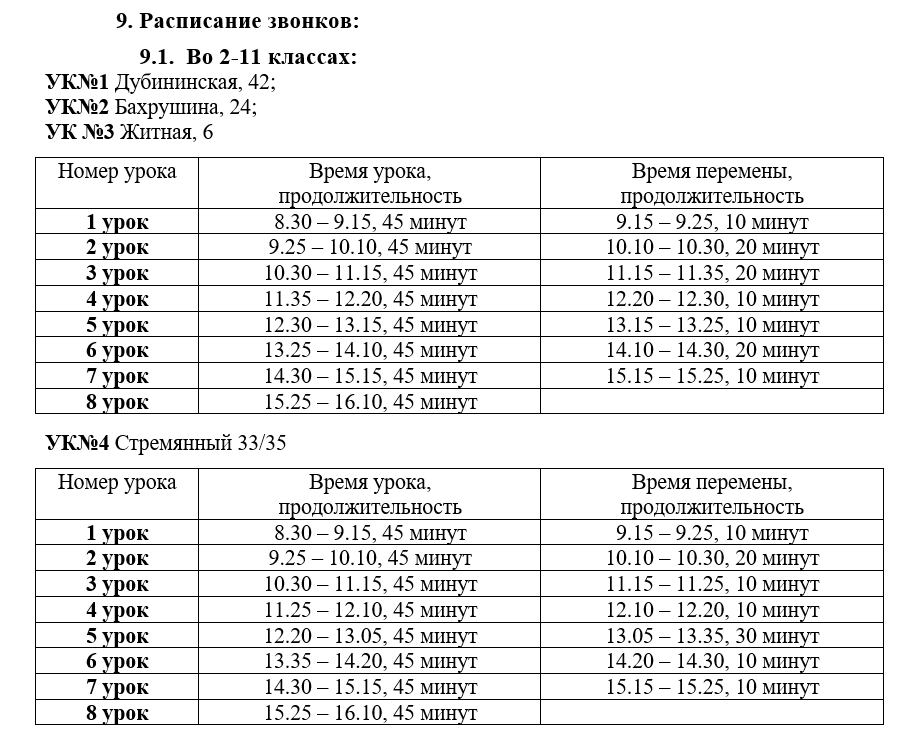 9. Расписание звонков:
9.1. Во 2-11 классах:
УК№1 Дубининская, 42;
УК№2 Бахрушина, 24;
УК №3 Житная, 6
Номер урока Время урока, Время перемены,
продолжительность продолжительность
1 урок 8.30 – 9.15, 45 минут 9.15 – 9.25, 10 минут
2 урок 9.25 – 10.10, 45 минут 10.10 – 10.30, 20 минут
3 урок 10.30 – 11.15, 45 минут 11.15 – 11.35, 20 минут
4 урок 11.35 – 12.20, 45 минут 12.20 – 12.30, 10 минут
5 урок 12.30 – 13.15, 45 минут 13.15 – 13.25, 10 минут
6 урок 13.25 – 14.10, 45 минут 14.10 – 14.30, 20 минут
7 урок 14.30 – 15.15, 45 минут 15.15 – 15.25, 10 минут
8 урок 15.25 – 16.10, 45 минут
УК№4 Стремянный 33/35
Номер урока Время урока, Время перемены,
продолжительность продолжительность
1 урок 8.30 – 9.15, 45 минут 9.15 – 9.25, 10 минут
2 урок 9.25 – 10.10, 45 минут 10.10 – 10.30, 20 минут
3 урок 10.30 – 11.15, 45 минут 11.15 – 11.25, 10 минут
4 урок 11.25 – 12.10, 45 минут 12.10 – 12.20, 10 минут
5 урок 12.20 – 13.05, 45 минут 13.05 – 13.35, 30 минут
6 урок 13.35 – 14.20, 45 минут 14.20 – 14.30, 10 минут
7 урок 14.30 – 15.15, 45 минут 15.15 – 15.25, 10 минут
8 урок 15.25 – 16.10, 45 минут